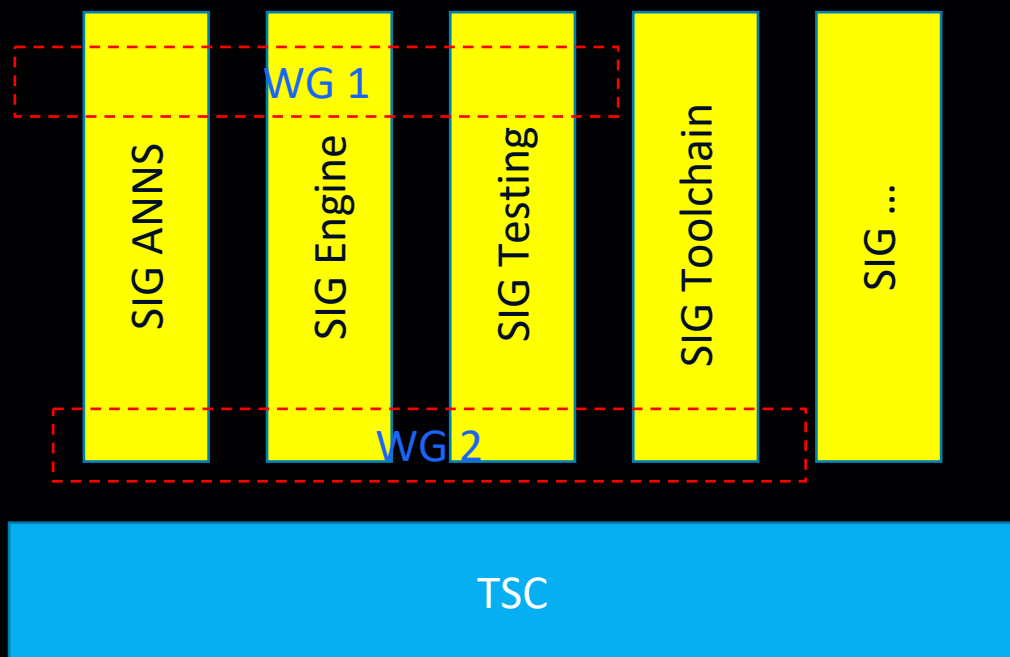 WG 1
SIG ANNS
SIG Engine
SIG Testing
SIG Toolchain
SIG ...
WG 2
TSC